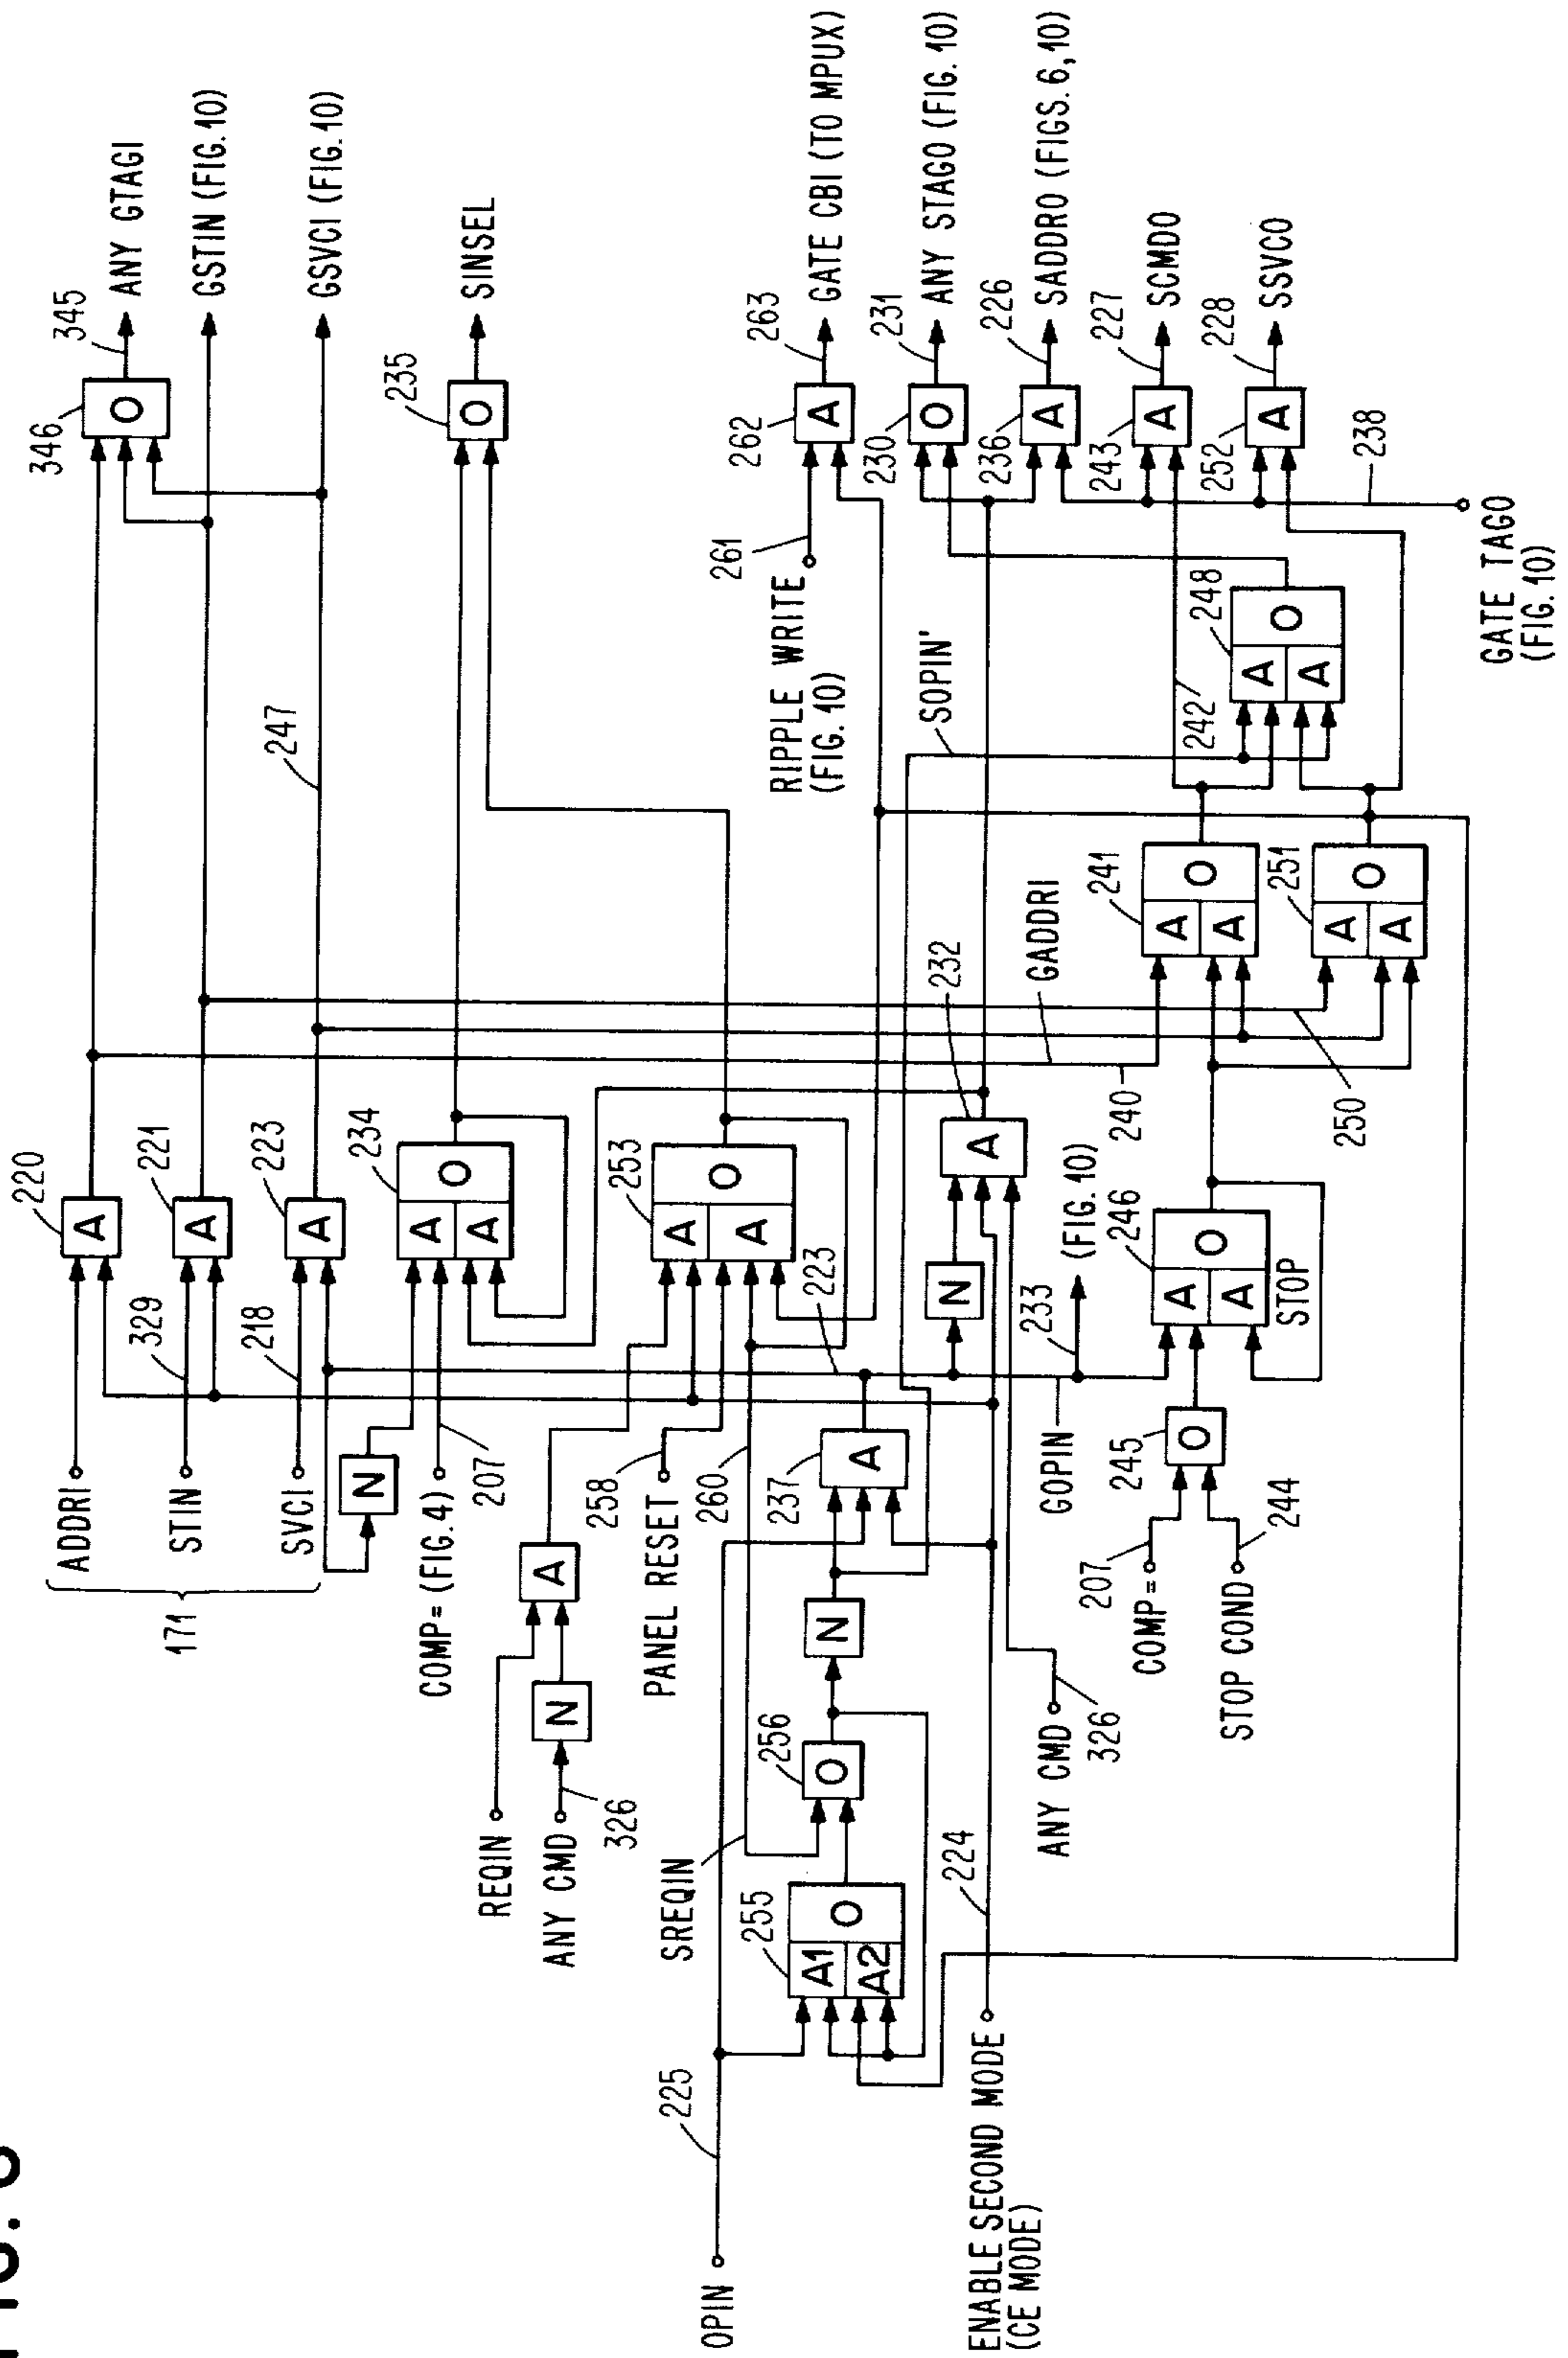 FIG. 8
ADDRI
STIN
SVCI
171
329
218
220
A
221
A
223
A
346
O
345
ANY GTAGI
GSTIN (FIG. 10)
GSVCI (FIG. 10)
247
N
COMP= (FIG. 4)
207
234
A
A
O
235
O
SINSEL
REQIN
ANY CMD
326
N
A
PANEL RESET
258
260
253
A
A
O
SREQIN
256
O
N
237
A
223
255
A1
A2
O
OPIN
225
ENABLE SECOND MODE
(CE MODE)
224
ANY CMD
326
N
232
A
GOPIN
233
(FIG. 10)
COMP=
207
STOP COND
244
245
O
246
A
A
O
STOP
GADDRI
240
250
241
A
A
O
251
A
A
O
SOPIN'
242
248
A
A
O
RIPPLE WRITE
(FIG. 10)
261
262
A
263
GATE CBI (TO MPUX)
230
O
231
ANY STAGO (FIG. 10)
236
A
226
SADDRO (FIGS. 6,10)
243
A
227
SCMDO
252
A
228
SSVCO
238
GATE TAGO
(FIG. 10)